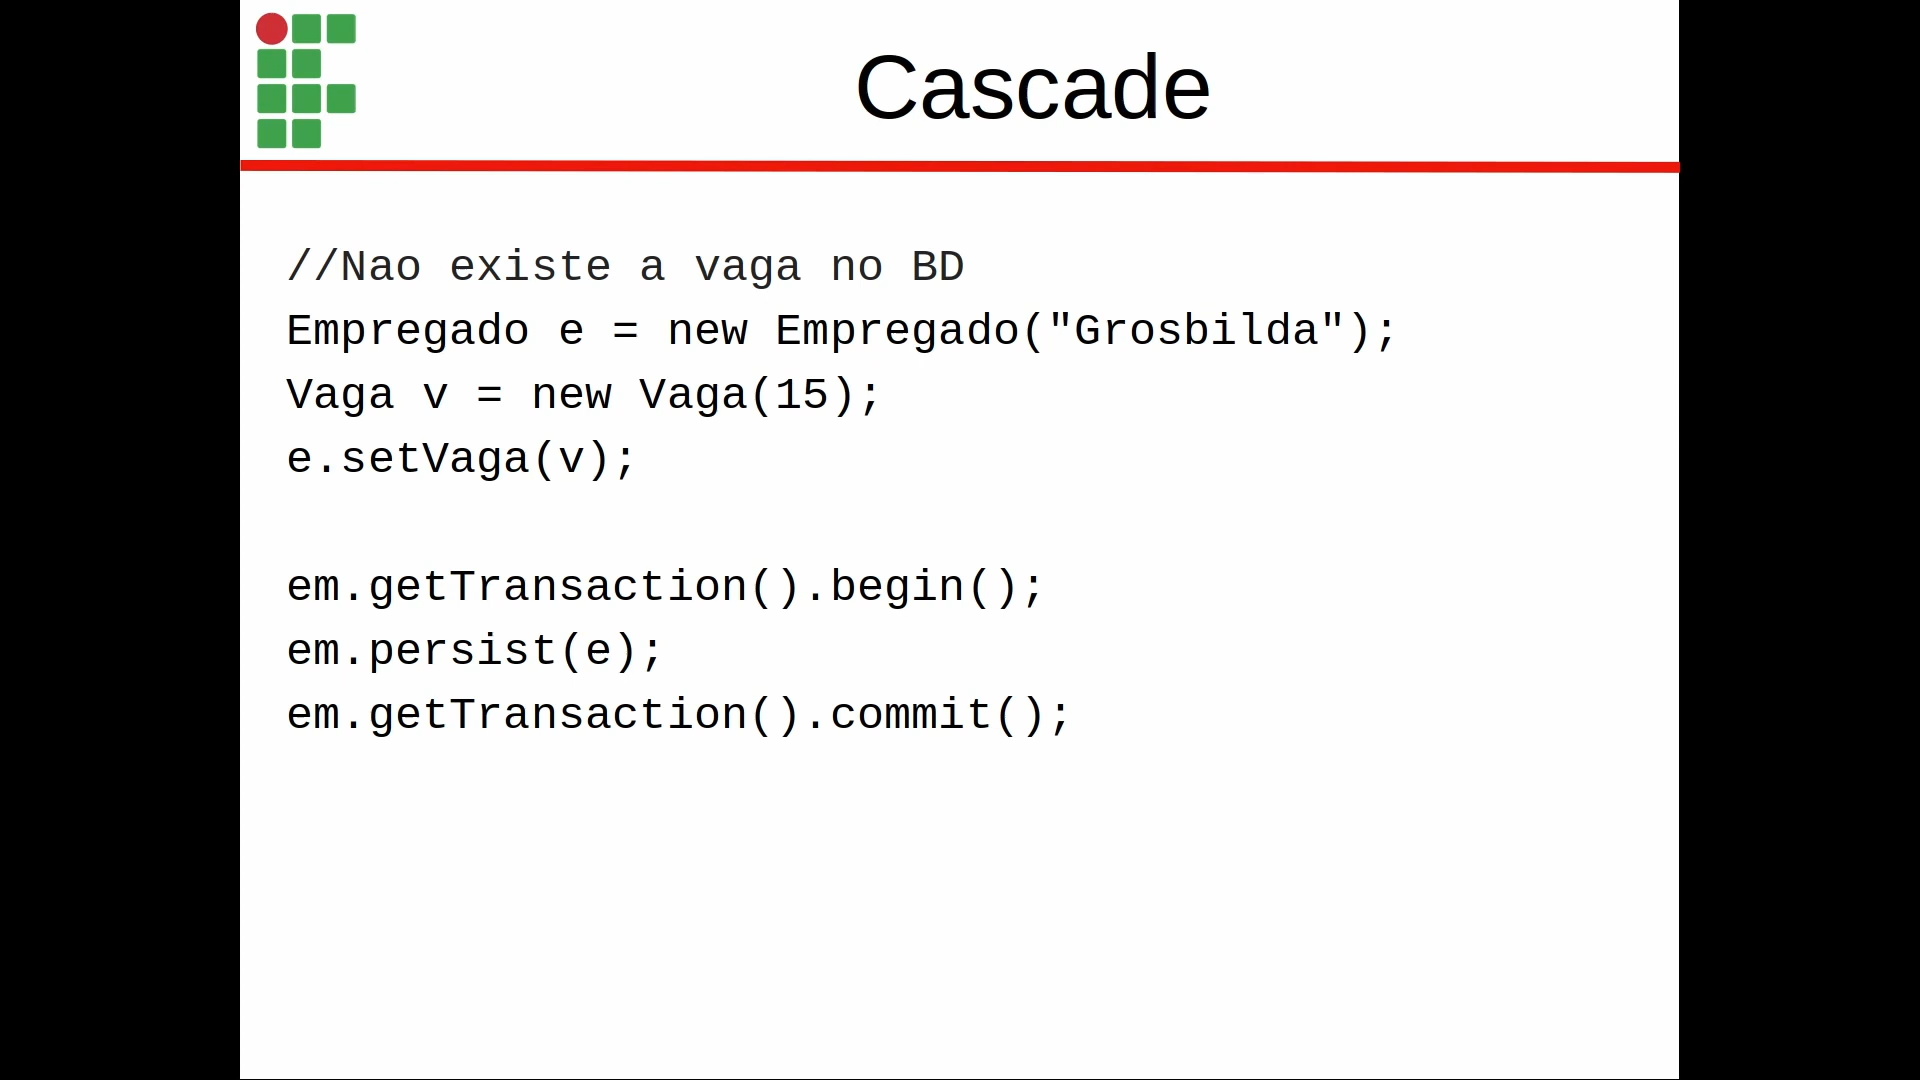 Cascade
//Nao existe a vaga no BD
Empregado e = new Empregado("Grosbilda");
Vaga v = new Vaga(15);
e.setVaga(v);
em.getTransaction().begin();
em.persist(e);
em.getTransaction().commit();